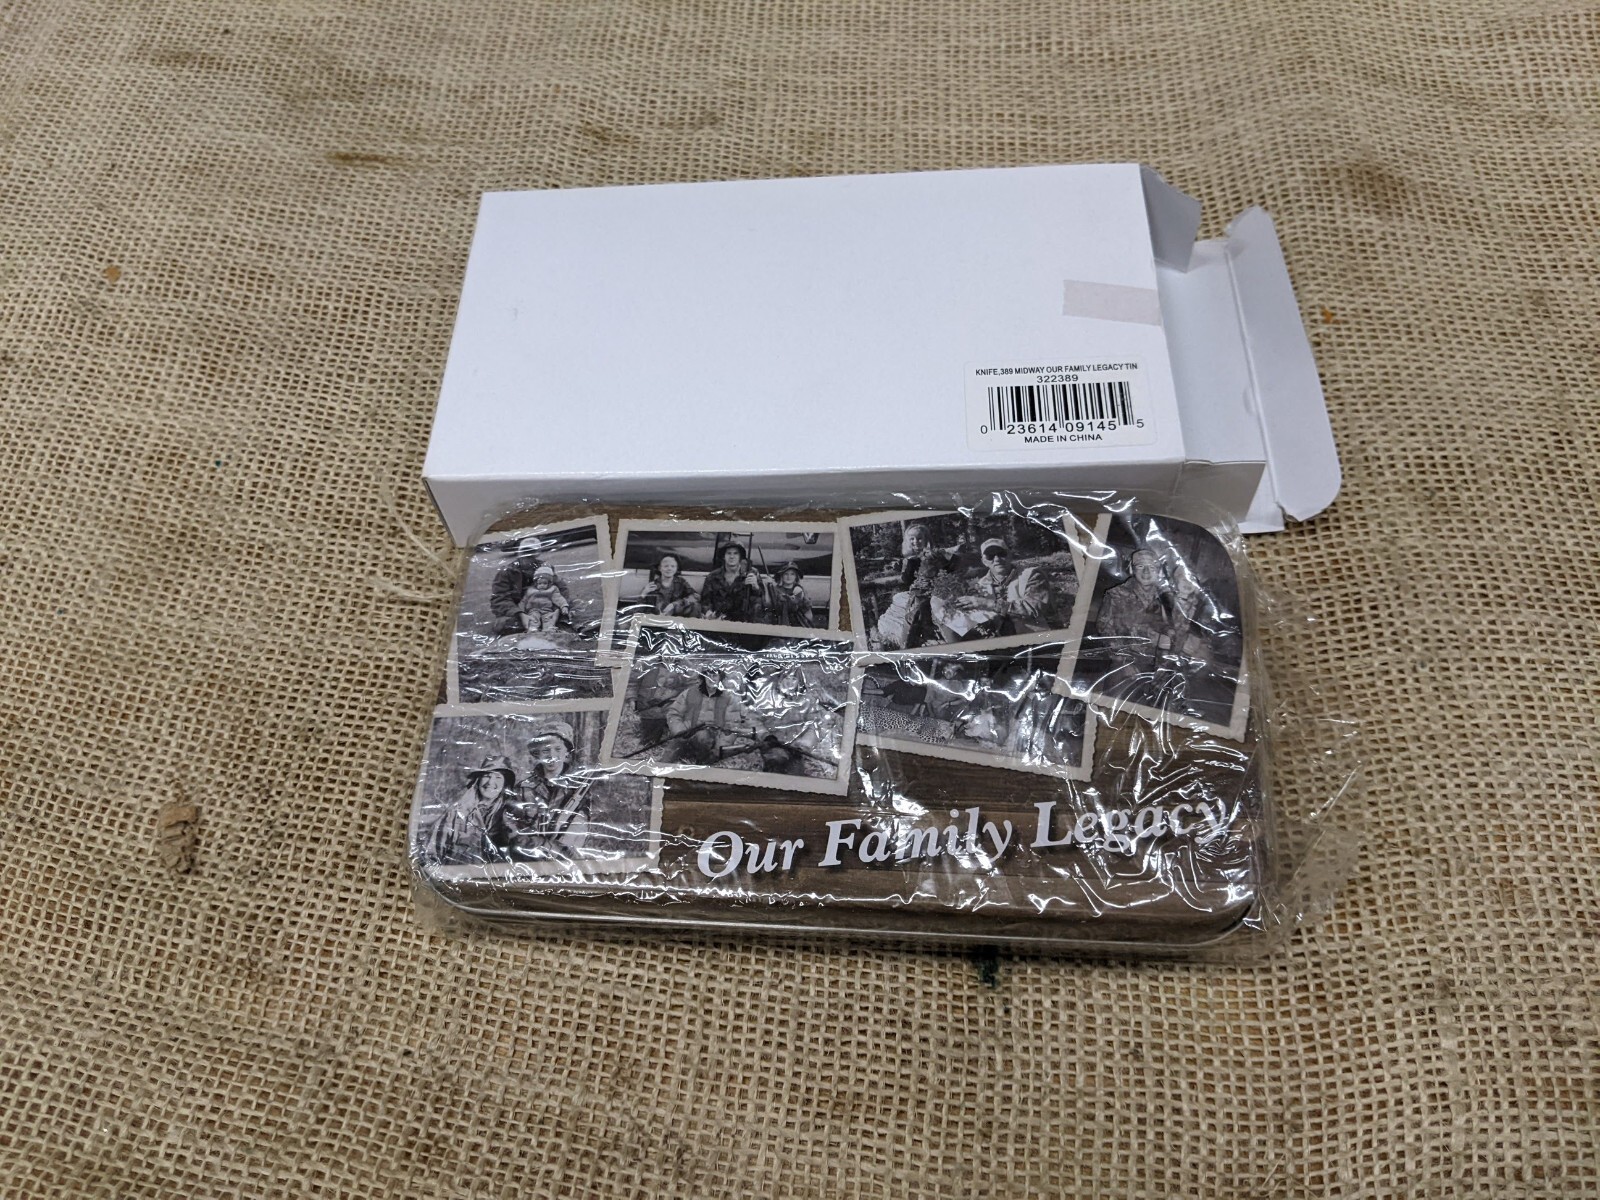 KNIFE,389 MIDWAY OUR FAMILY LEGACY TIN
322389
0 23614 09145 5
MADE IN CHINA
Our Family Legacy